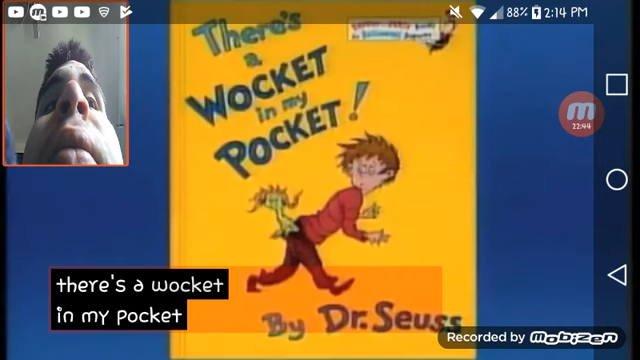 88% 2:14 PM
There's
a
WOCKET
in my
POCKET!
22:44
there's a wocket
in my pocket
By Dr. Seuss
Recorded by mobizen